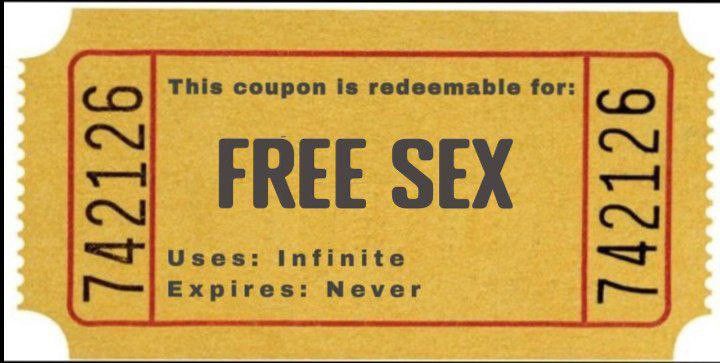 742126
This coupon is redeemable for:
FREE SEX
Uses: Infinite
Expires: Never
742126